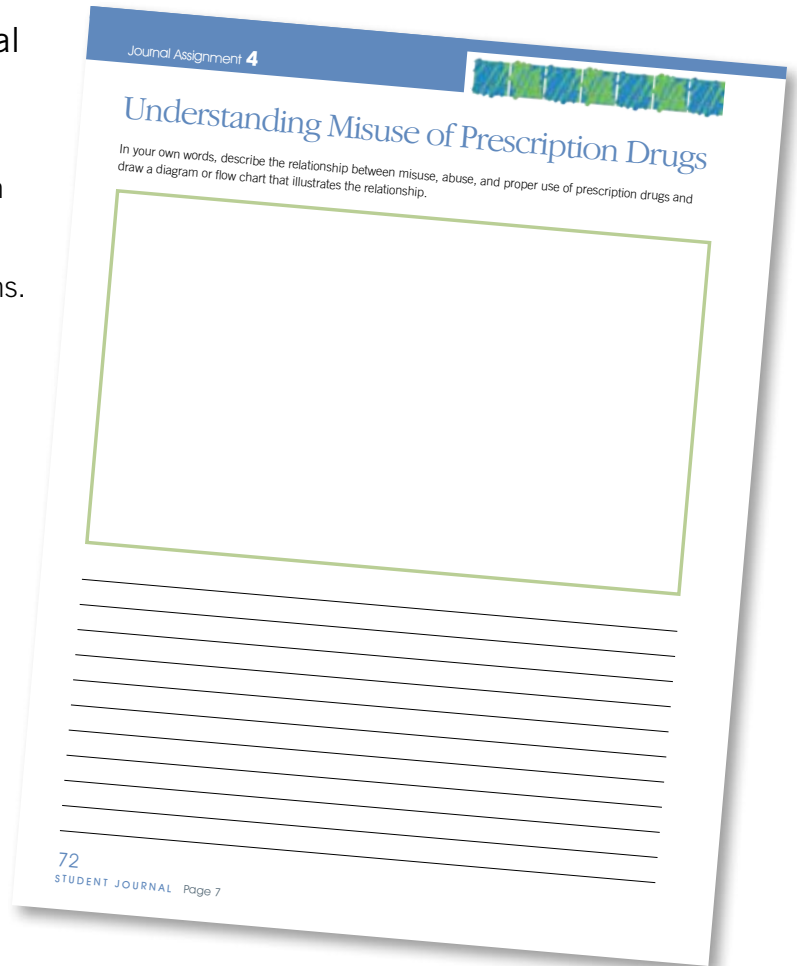 al
ns.
Journal Assignment 4
Understanding Misuse of Prescription Drugs
In your own words, describe the relationship between misuse, abuse, and proper use of prescription drugs and
draw a diagram or flow chart that illustrates the relationship.
72
STUDENT JOURNAL Page 7